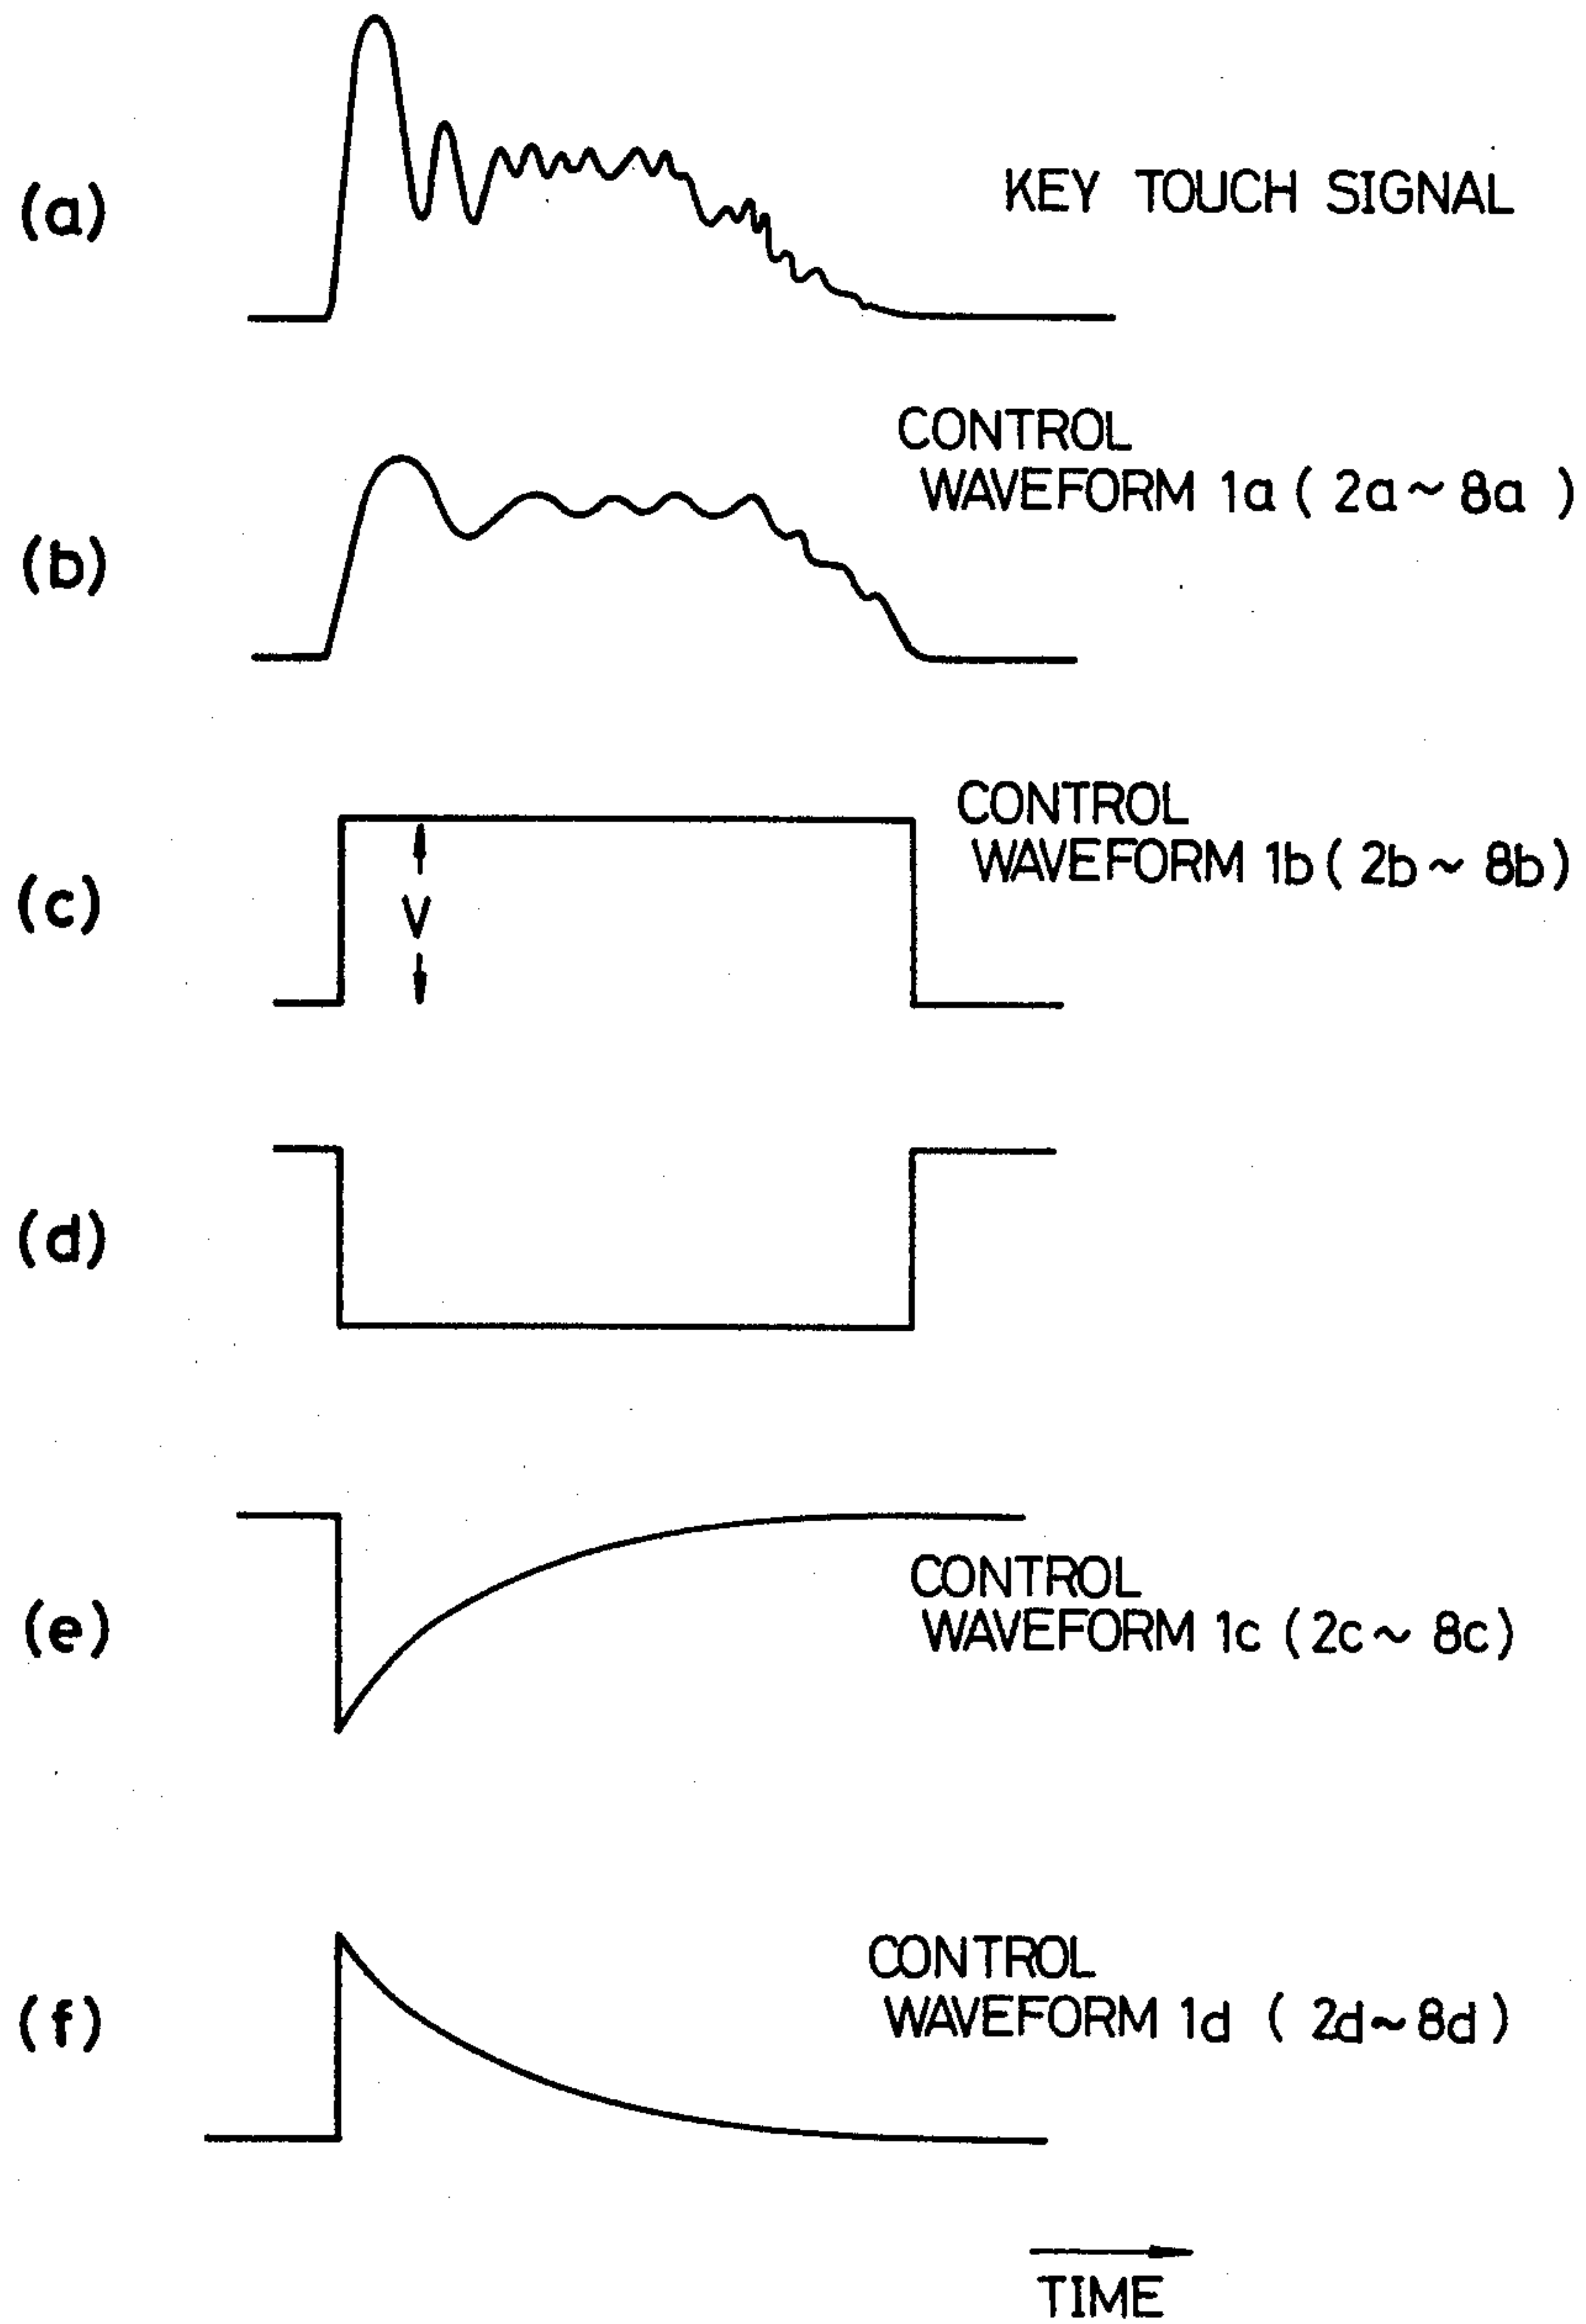 (a)
KEY TOUCH SIGNAL
CONTROL
WAVEFORM 1a ( 2a ~ 8a )
(b)
CONTROL
WAVEFORM 1b ( 2b ~ 8b)
V
(c)
(d)
CONTROL
WAVEFORM 1c ( 2c ~ 8c)
(e)
CONTROL
WAVEFORM 1d ( 2d ~ 8d )
(f)
TIME